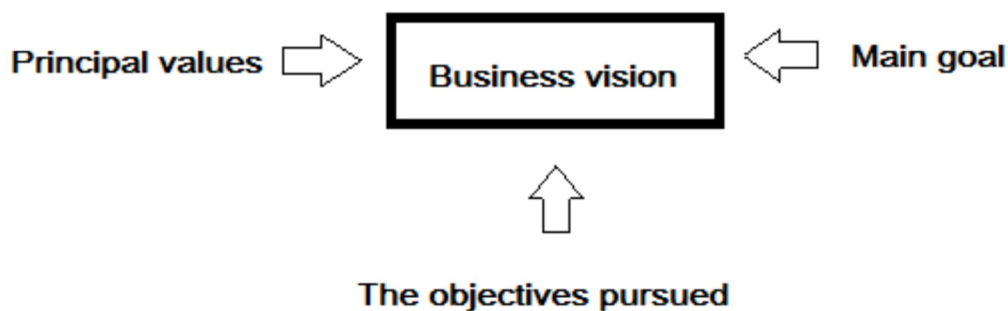 Principal values
Business vision
Main goal
The objectives pursued